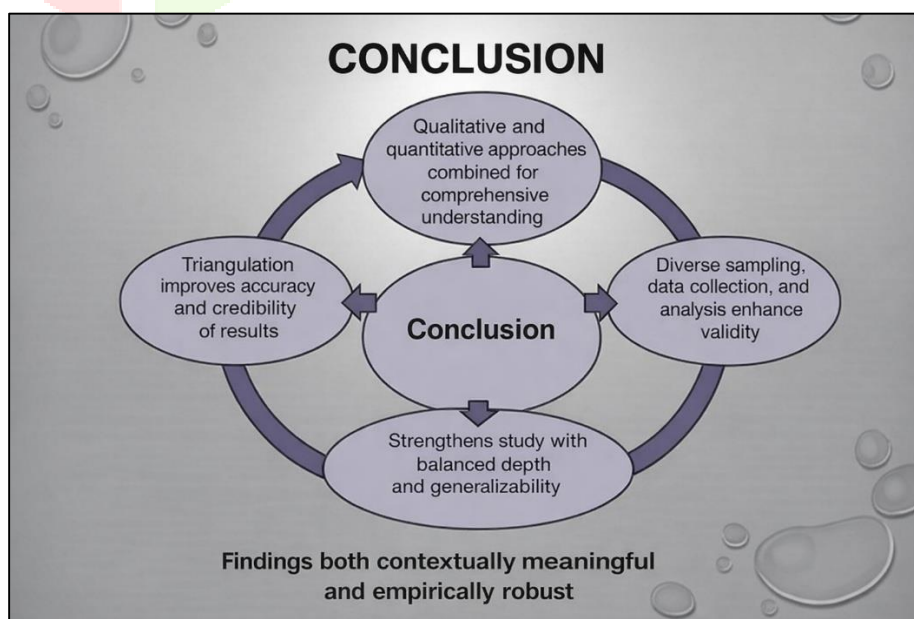 CONCLUSION
Qualitative and
quantitative approaches
combined for
comprehensive
understanding
Triangulation
improves accuracy
and credibility
of results
Conclusion
Diverse sampling,
data collection, and
analysis enhance
validity
Strengthens study with
balanced depth
and generalizability
Findings both contextually meaningful
and empirically robust